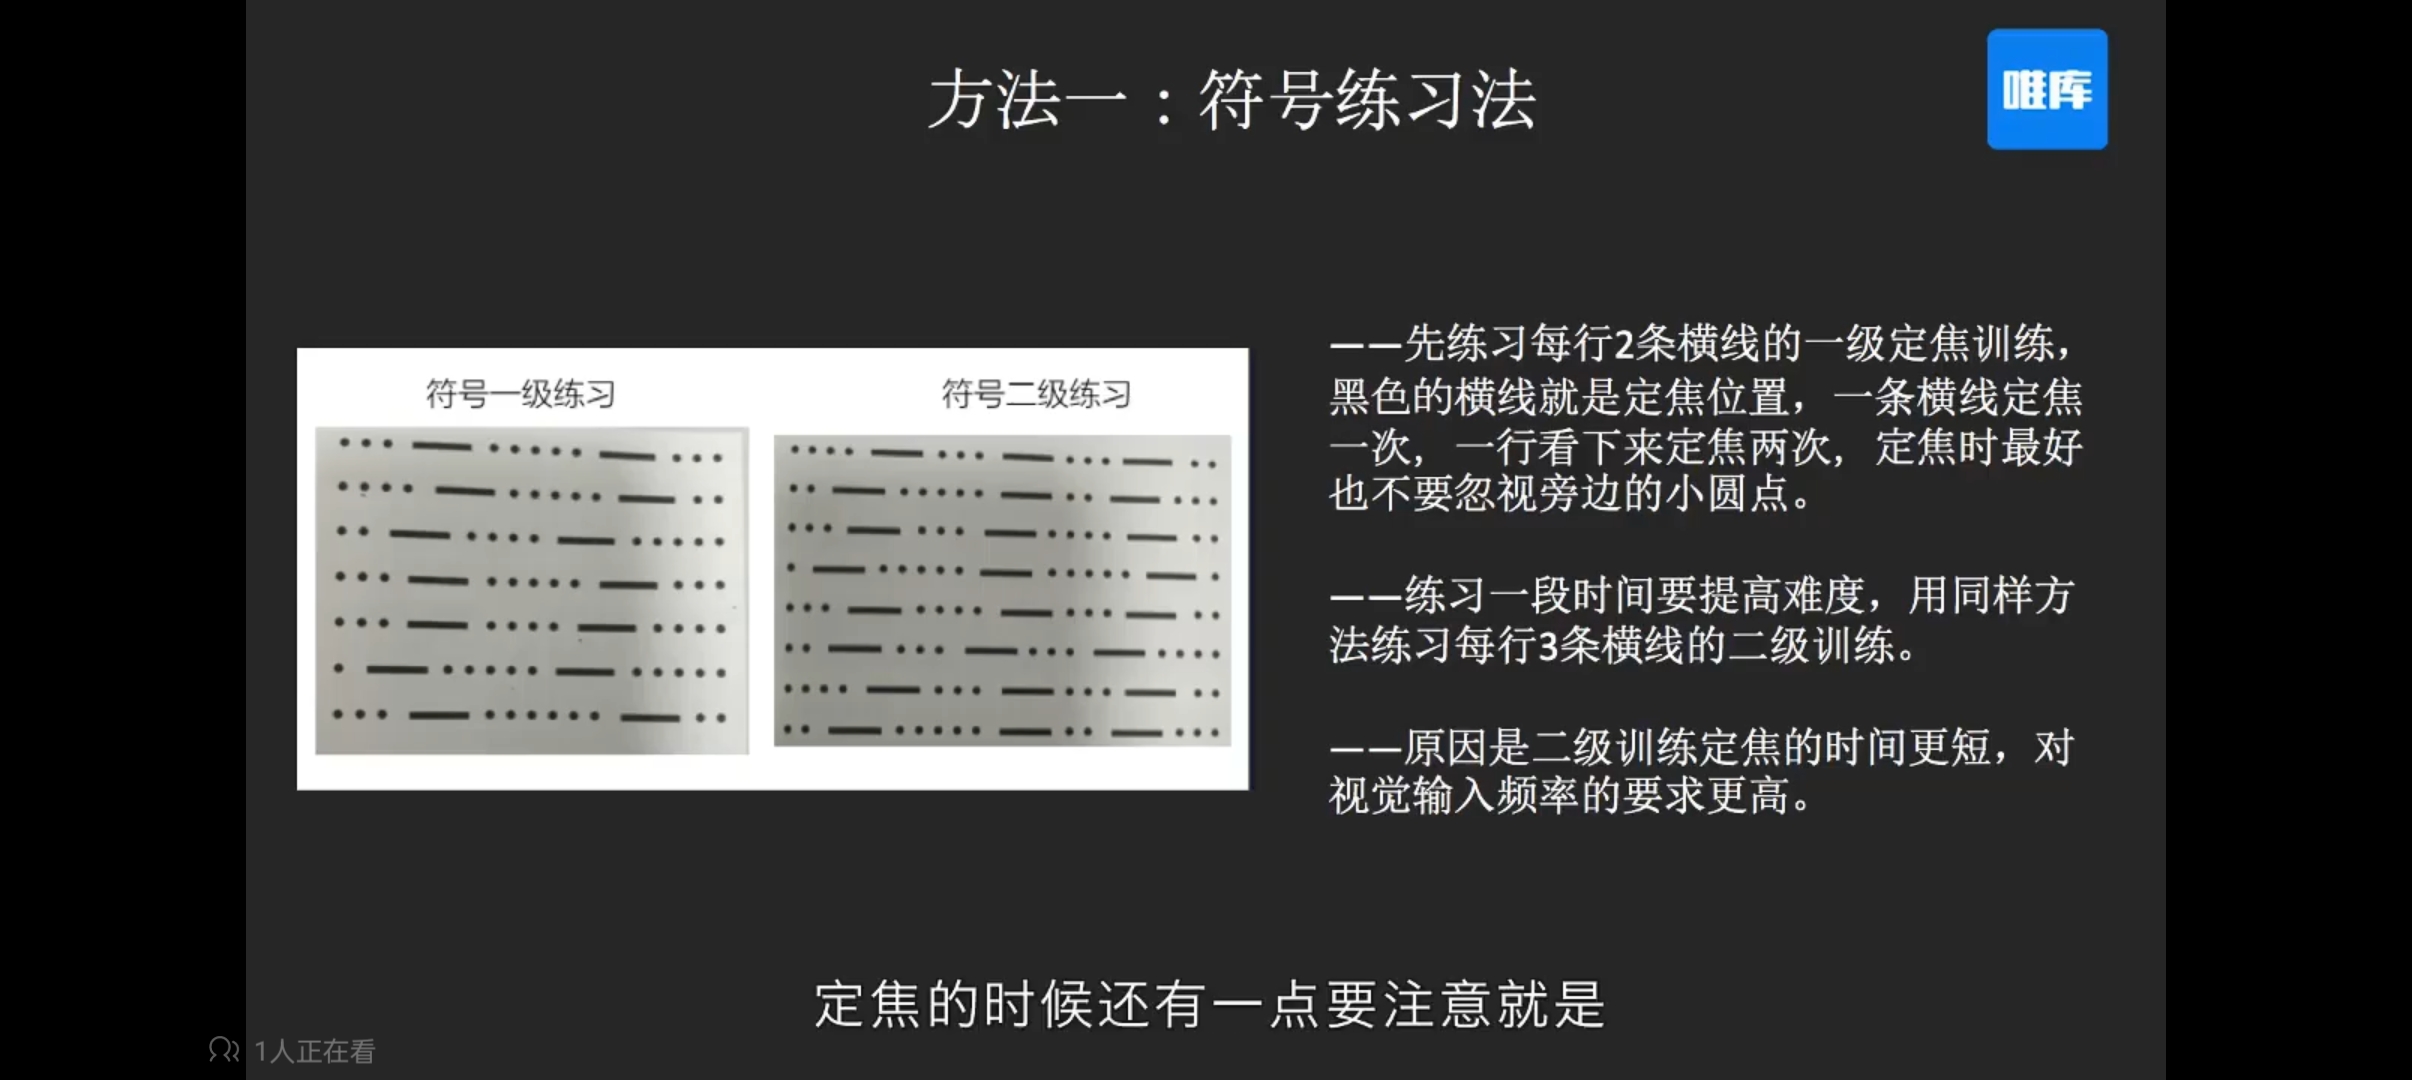 方法一：符号练习法
唯库
符号一级练习
符号二级练习
——先练习每行2条横线的一级定焦训练，
黑色的横线就是定焦位置，一条横线定焦
一次，一行看下来定焦两次，定焦时最好
也不要忽视旁边的小圆点。
——练习一段时间要提高难度，用同样方
法练习每行3条横线的二级训练。
——原因是二级训练定焦的时间更短，对
视觉输入频率的要求更高。
定焦的时候还有一点要注意就是
1人正在看